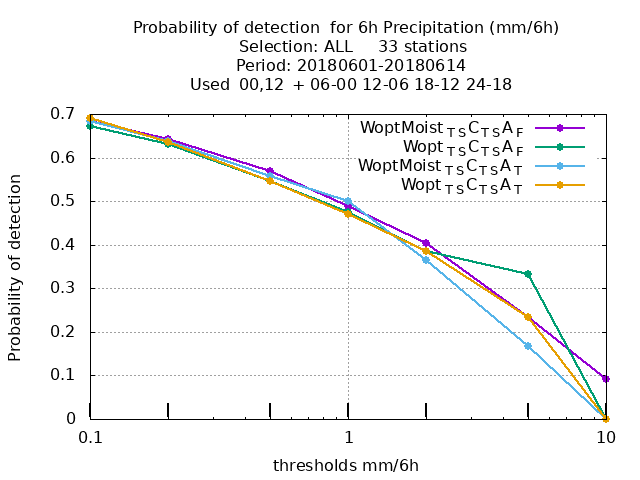 Probability of detection  for 6h Precipitation (mm/6h)
Selection: ALL     33 stations
Period: 20180601-20180614
Used  00,12  + 06-00 12-06 18-12 24-18
0.7
0.6
0.5
0.4
0.3
0.2
0.1
0
Probability of detection
WoptMoist TS C TS A F
Wopt TS C TS A F
WoptMoist TS C TS A T
Wopt TS C TS A T
0.1 1 10
thresholds mm/6h